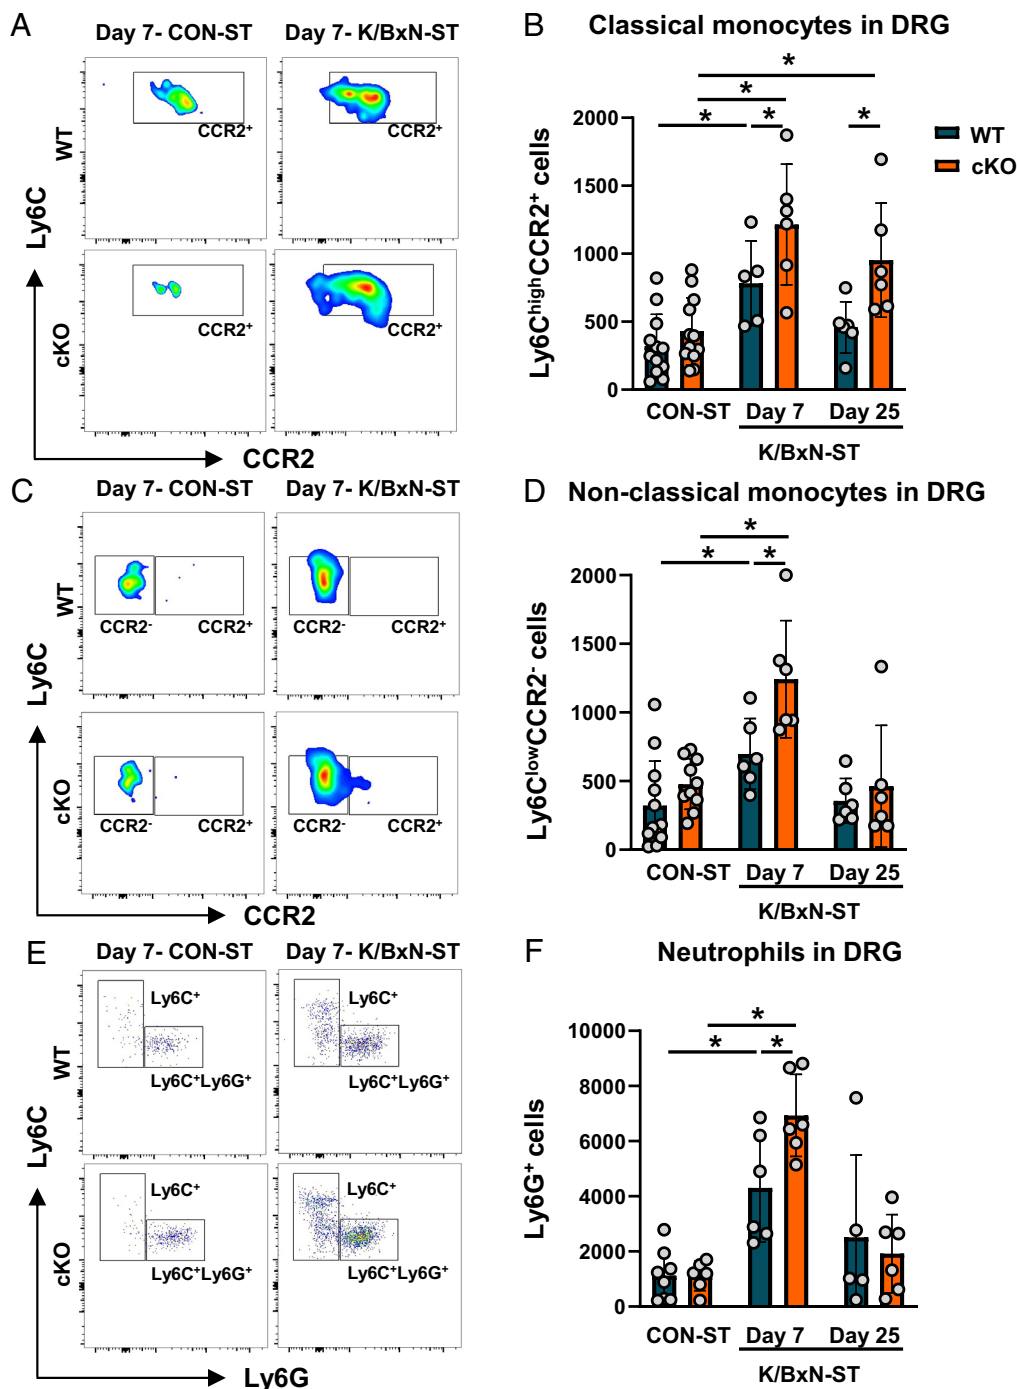 A
Day 7- CON-ST
Day 7- K/BxN-ST
WT
cKO
Ly6C
CCR2⁺
CCR2⁺
CCR2⁺
CCR2⁺
CCR2
B
Classical monocytes in DRG
Ly6C^high CCR2⁺ cells
2000
1500
1000
500
0
*
*
*
*
*
WT
cKO
CON-ST
Day 7
Day 25
K/BxN-ST
C
Day 7- CON-ST
Day 7- K/BxN-ST
WT
cKO
Ly6C
CCR2⁻ CCR2⁺
CCR2⁻ CCR2⁺
CCR2⁻ CCR2⁺
CCR2⁻ CCR2⁺
CCR2
D
Non-classical monocytes in DRG
Ly6C^low CCR2⁻ cells
2000
1500
1000
500
0
*
*
*
CON-ST
Day 7
Day 25
K/BxN-ST
E
Day 7- CON-ST
Day 7- K/BxN-ST
WT
cKO
Ly6C
Ly6C⁺
Ly6C⁺Ly6G⁺
Ly6C⁺
Ly6C⁺Ly6G⁺
Ly6C⁺
Ly6C⁺Ly6G⁺
Ly6C⁺
Ly6C⁺Ly6G⁺
Ly6G
F
Neutrophils in DRG
Ly6G⁺ cells
10000
8000
6000
4000
2000
0
*
*
*
CON-ST
Day 7
Day 25
K/BxN-ST